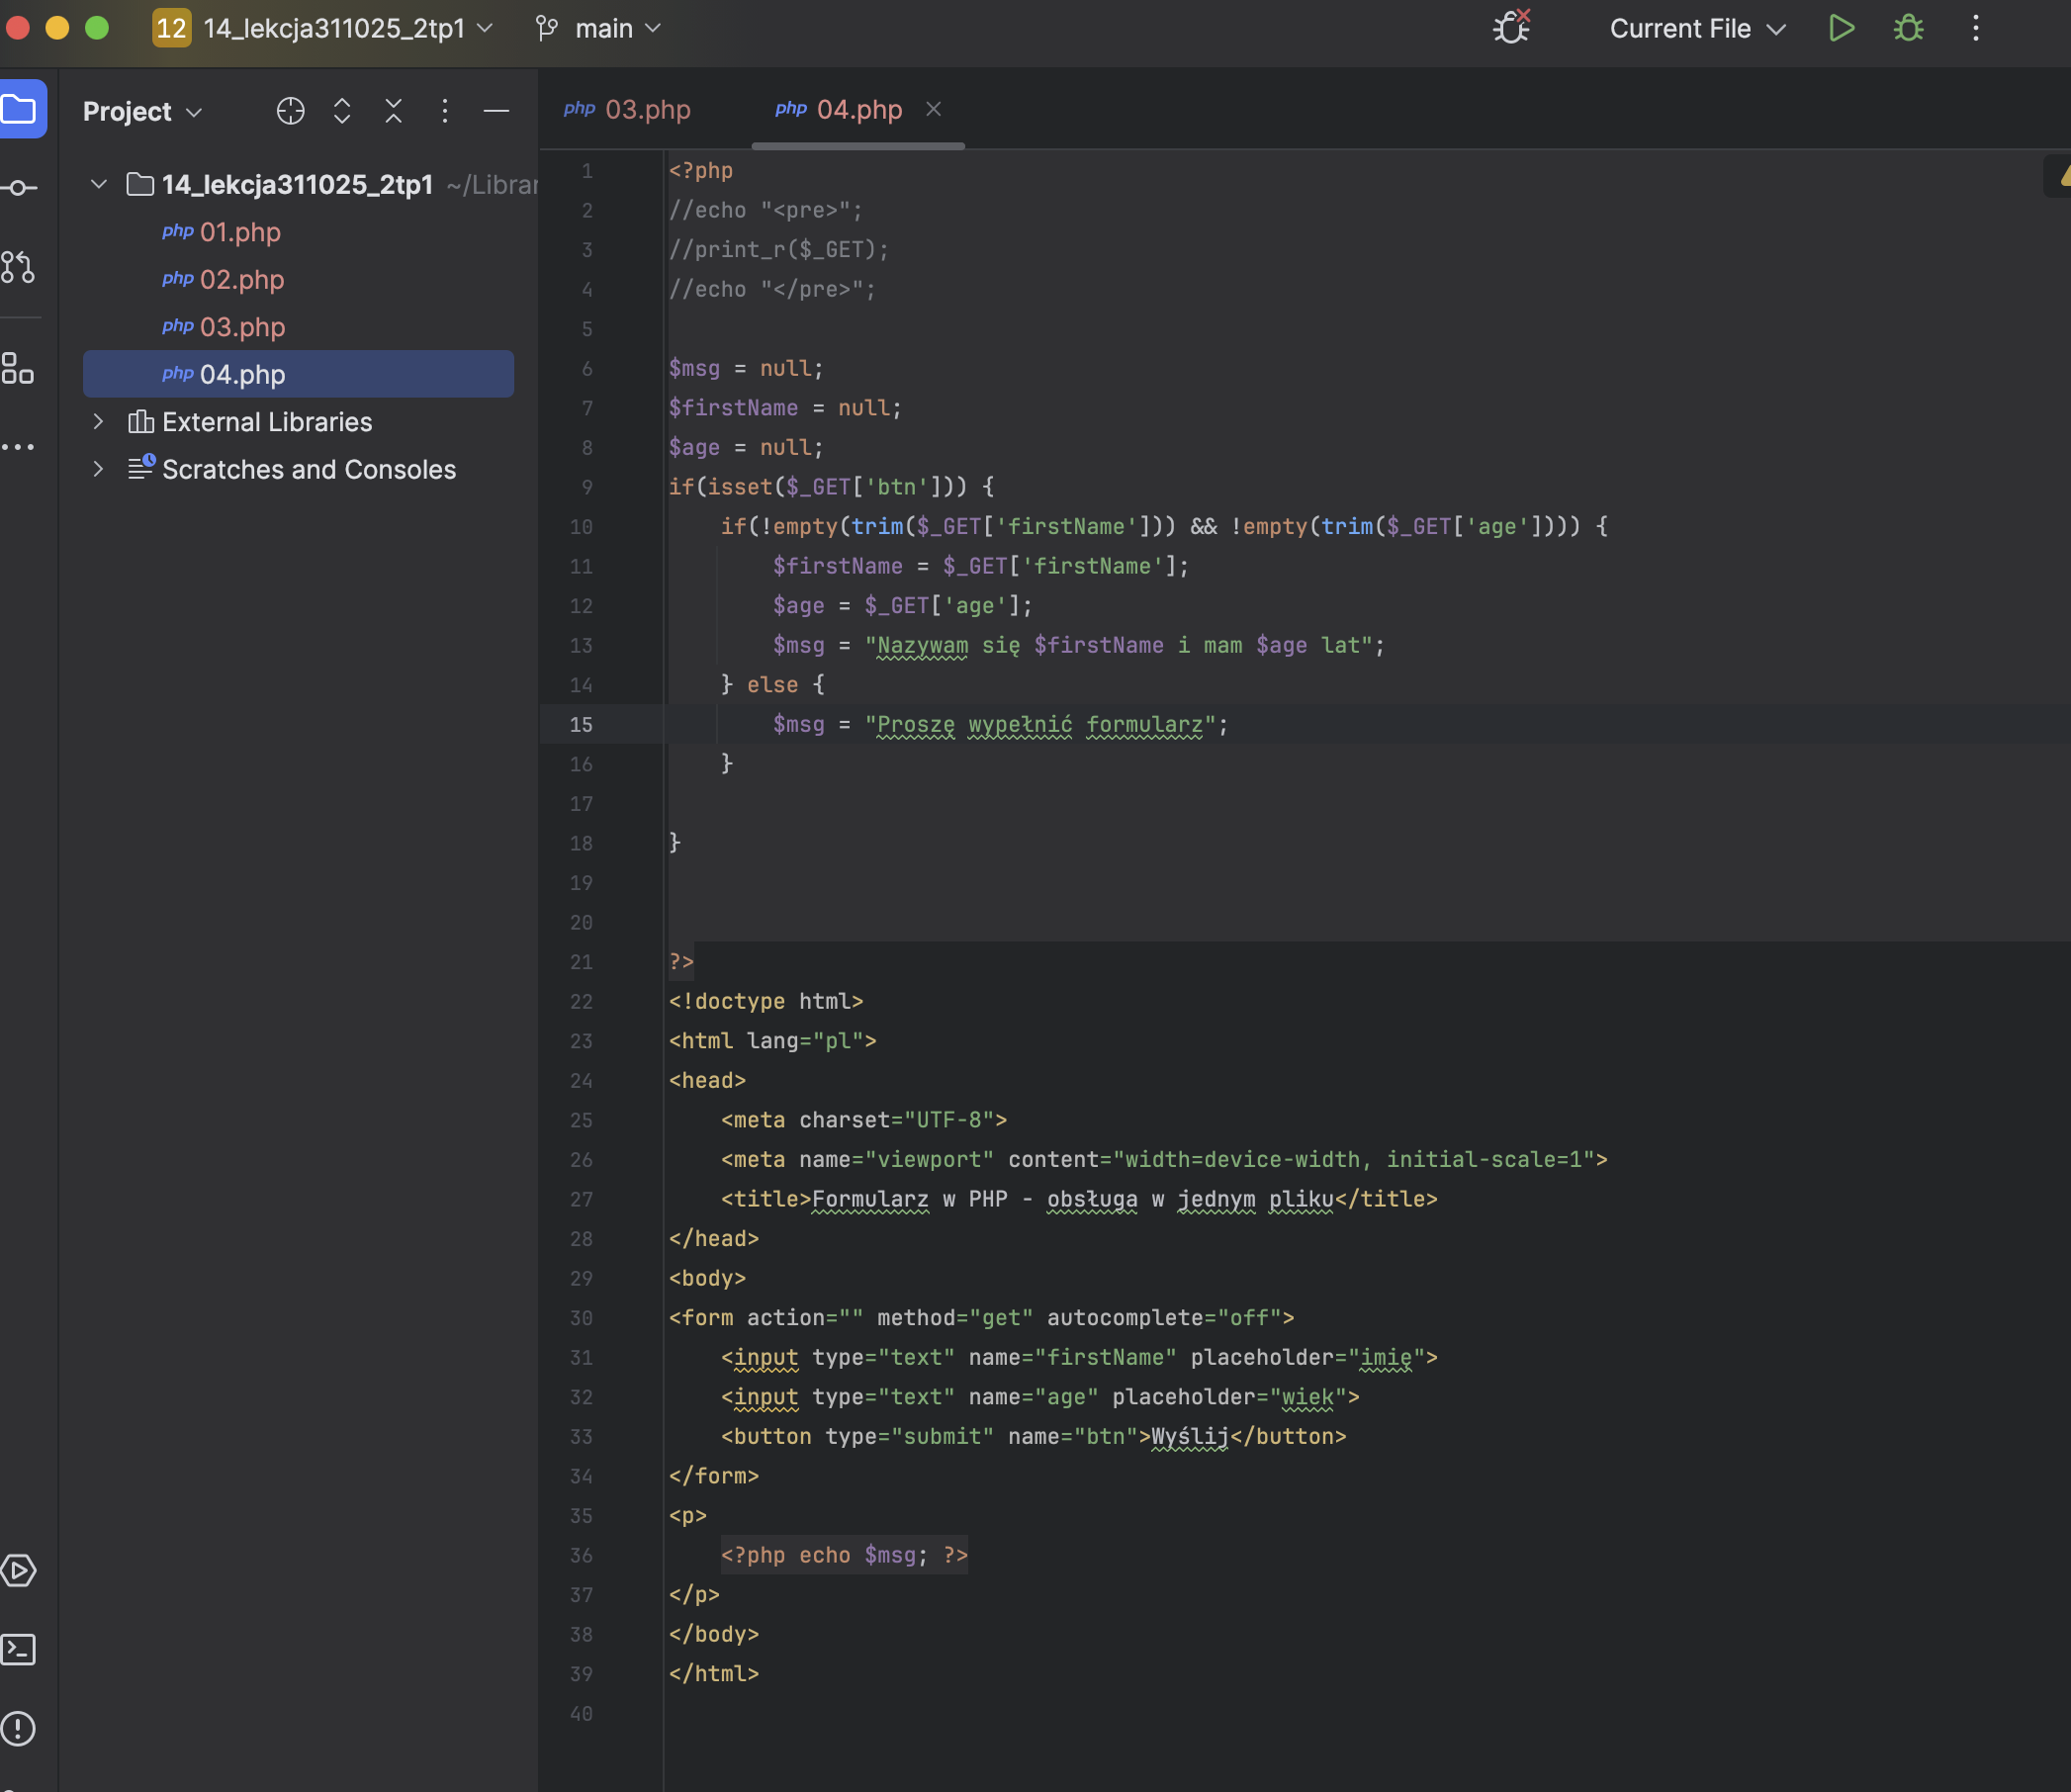 12 14_lekcja311025_2tp1 main Current File
Project
14_lekcja311025_2tp1 ~/Librar
php 01.php
php 02.php
php 03.php
php 04.php
External Libraries
Scratches and Consoles
php 03.php php 04.php
1 <?php
2 //echo "<pre>";
3 //print_r($_GET);
4 //echo "</pre>";
5
6 $msg = null;
7 $firstName = null;
8 $age = null;
9 if(isset($_GET['btn'])) {
10     if(!empty(trim($_GET['firstName'])) && !empty(trim($_GET['age']))) {
11         $firstName = $_GET['firstName'];
12         $age = $_GET['age'];
13         $msg = "Nazywam się $firstName i mam $age lat";
14     } else {
15         $msg = "Proszę wypełnić formularz";
16     }
17
18 }
19
20
21 ?>
22 <!doctype html>
23 <html lang="pl">
24 <head>
25     <meta charset="UTF-8">
26     <meta name="viewport" content="width=device-width, initial-scale=1">
27     <title>Formularz w PHP - obsługa w jednym pliku</title>
28 </head>
29 <body>
30 <form action="" method="get" autocomplete="off">
31     <input type="text" name="firstName" placeholder="imię">
32     <input type="text" name="age" placeholder="wiek">
33     <button type="submit" name="btn">Wyślij</button>
34 </form>
35 <p>
36     <?php echo $msg; ?>
37 </p>
38 </body>
39 </html>
40